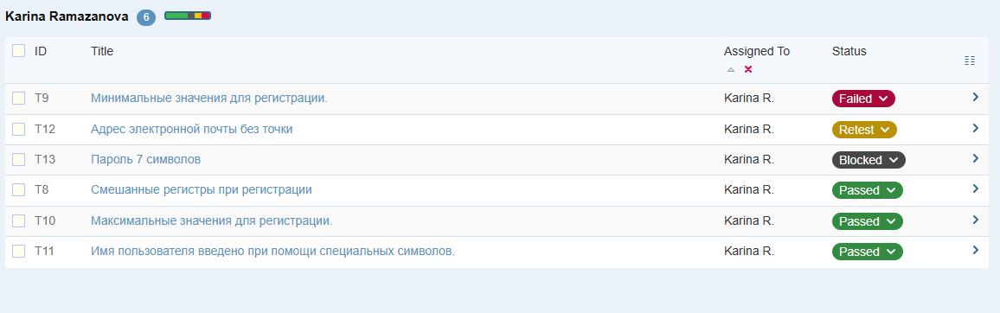 Karina Ramazanova 6
ID Title Assigned To Status
T9 Минимальные значения для регистрации. Karina R. Failed
T12 Адрес электронной почты без точки Karina R. Retest
T13 Пароль 7 символов Karina R. Blocked
T8 Смешанные регистры при регистрации Karina R. Passed
T10 Максимальные значения для регистрации. Karina R. Passed
T11 Имя пользователя введено при помощи специальных символов. Karina R. Passed